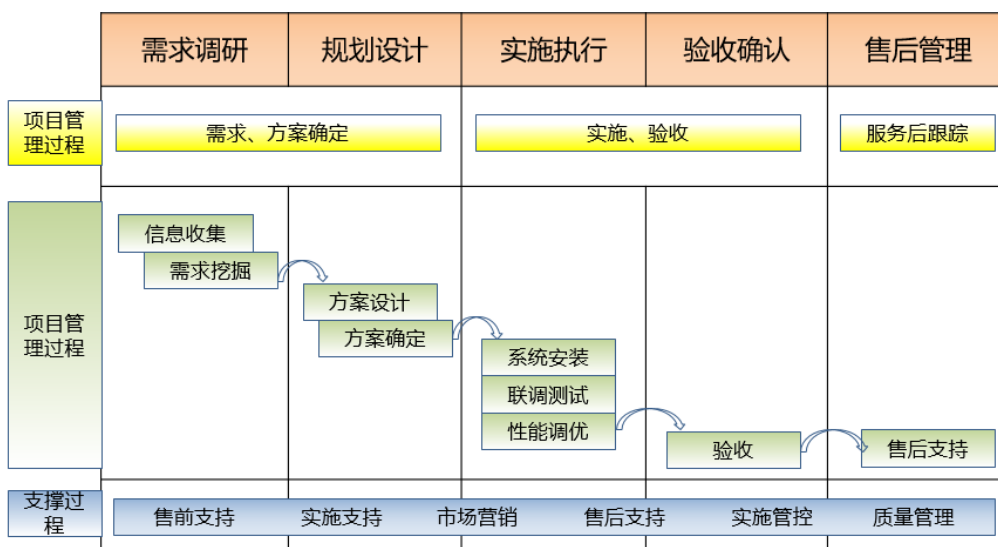 需求调研 规划设计 实施执行 验收确认 售后管理
项目管
理过程
需求、方案确定 实施、验收 服务后跟踪
项目管
理过程
信息收集
需求挖掘
方案设计
方案确定
系统安装
联调测试
性能调优
验收 售后支持
支撑过
程
售前支持 实施支持 市场营销 售后支持 实施管控 质量管理